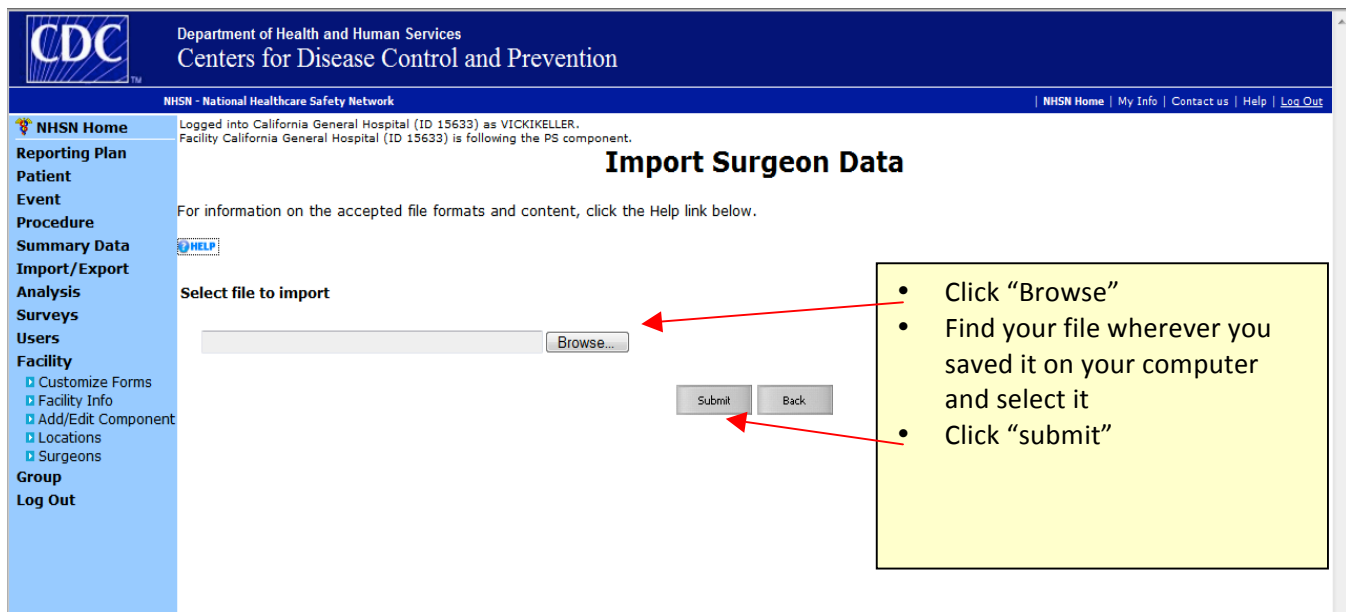 CDC
TM
Department of Health and Human Services
Centers for Disease Control and Prevention
NHSN - National Healthcare Safety Network
| NHSN Home | My Info | Contact us | Help | Log Out
NHSN Home
Reporting Plan
Patient
Event
Procedure
Summary Data
Import/Export
Analysis
Surveys
Users
Facility
Customize Forms
Facility Info
Add/Edit Component
Locations
Surgeons
Group
Log Out
Logged into California General Hospital (ID 15633) as VICKIKELLER.
Facility California General Hospital (ID 15633) is following the PS component.
Import Surgeon Data
For information on the accepted file formats and content, click the Help link below.
?HELP
Select file to import
Browse...
Submit Back
• Click “Browse”
• Find your file wherever you
saved it on your computer
and select it
• Click “submit”